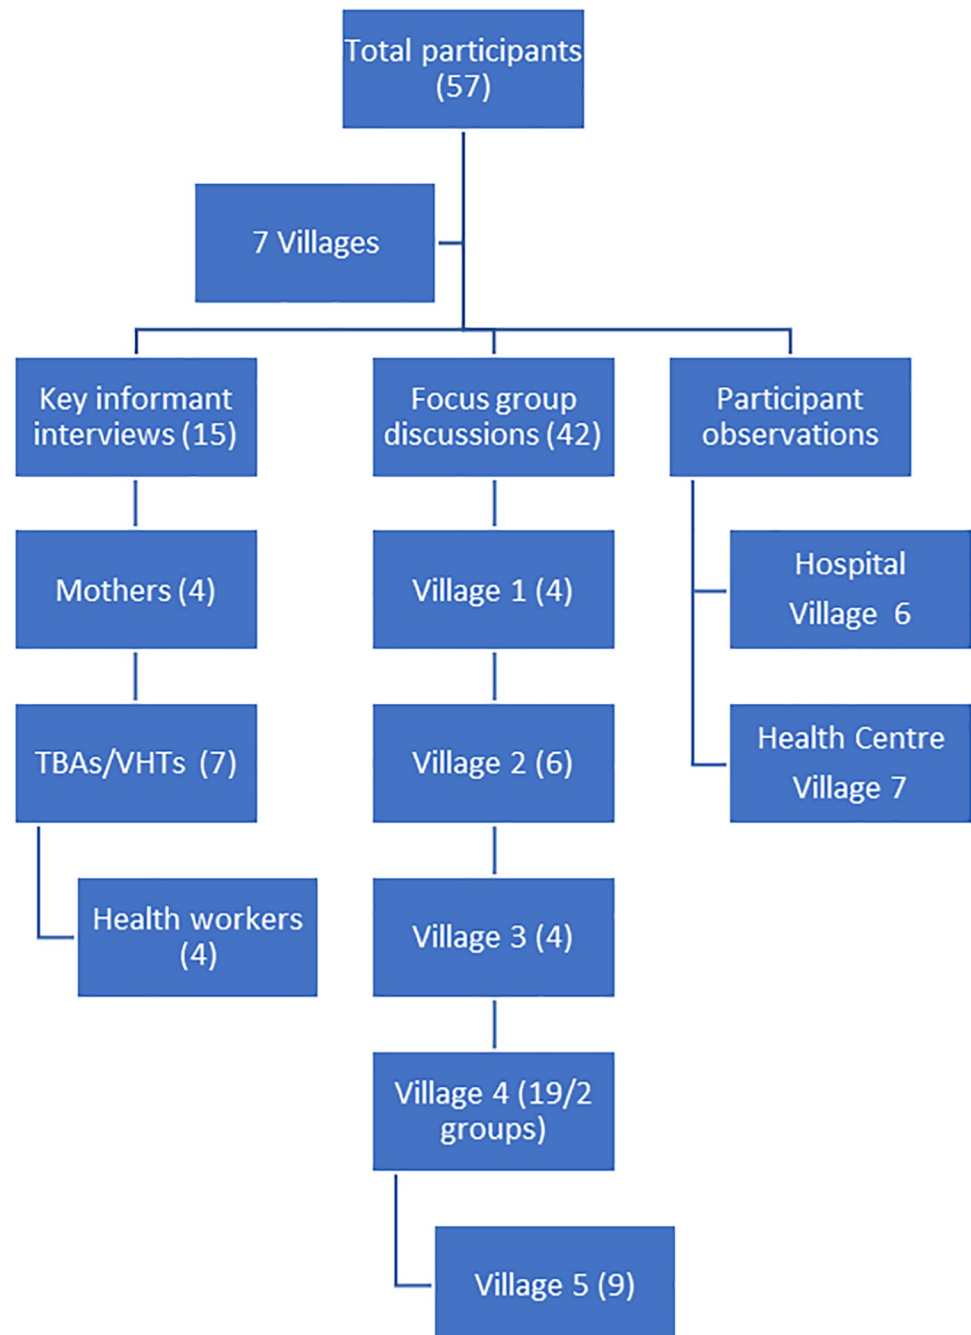 Total participants
(57)
7 Villages
Key informant
interviews (15)
Focus group
discussions (42)
Participant
observations
Mothers (4)
Village 1 (4)
Hospital
Village 6
TBAs/VHTs (7)
Village 2 (6)
Health Centre
Village 7
Health workers
(4)
Village 3 (4)
Village 4 (19/2
groups)
Village 5 (9)